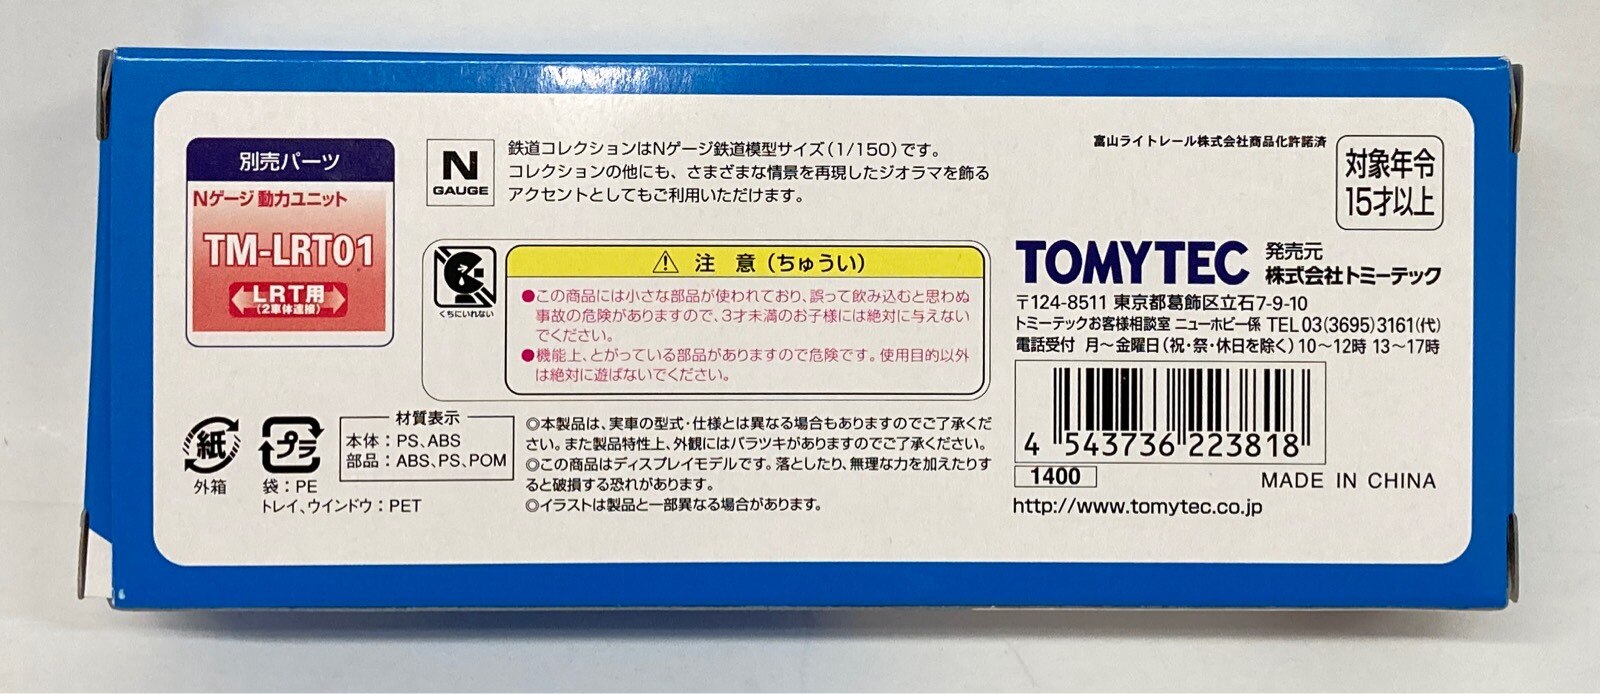 別売パーツ
Nゲージ 動力ユニット
TM-LRT01
LRT用
(2車体連接)
N
GAUGE
鉄道コレクションはNゲージ鉄道模型サイズ(1/150)です。
コレクションの他にも、さまざまな情景を再現したジオラマを飾る
アクセントとしてもご利用いただけます。
富山ライトレール株式会社商品化許諾済
対象年令
15才以上
くちにいれない
⚠ 注 意 (ちゅうい)
●この商品には小さな部品が使われており、誤って飲み込むと思わぬ
事故の危険がありますので、3才未満のお子様には絶対に与えない
でください。
●機能上、とがっている部品がありますので危険です。使用目的以外
は絶対に遊ばないでください。
TOMYTEC
発売元
株式会社トミーテック
〒124-8511 東京都葛飾区立石7-9-10
トミーテックお客様相談室 ニューホビー係 TEL 03(3695)3161(代)
電話受付 月～金曜日(祝・祭・休日を除く) 10～12時 13～17時
4 543736 223818
1400
MADE IN CHINA
http://www.tomytec.co.jp
紙
外箱
プラ
袋：PE
トレイ、ウインドウ：PET
材質表示
本体：PS、ABS
部品：ABS、PS、POM
◎本製品は、実車の型式・仕様とは異なる場合もありますのでご了承くだ
さい。また製品特性上、外観にはバラツキがありますのでご了承ください。
◎この商品はディスプレイモデルです。落としたり、無理な力を加えたりす
ると破損する恐れがあります。
◎イラストは製品と一部異なる場合があります。